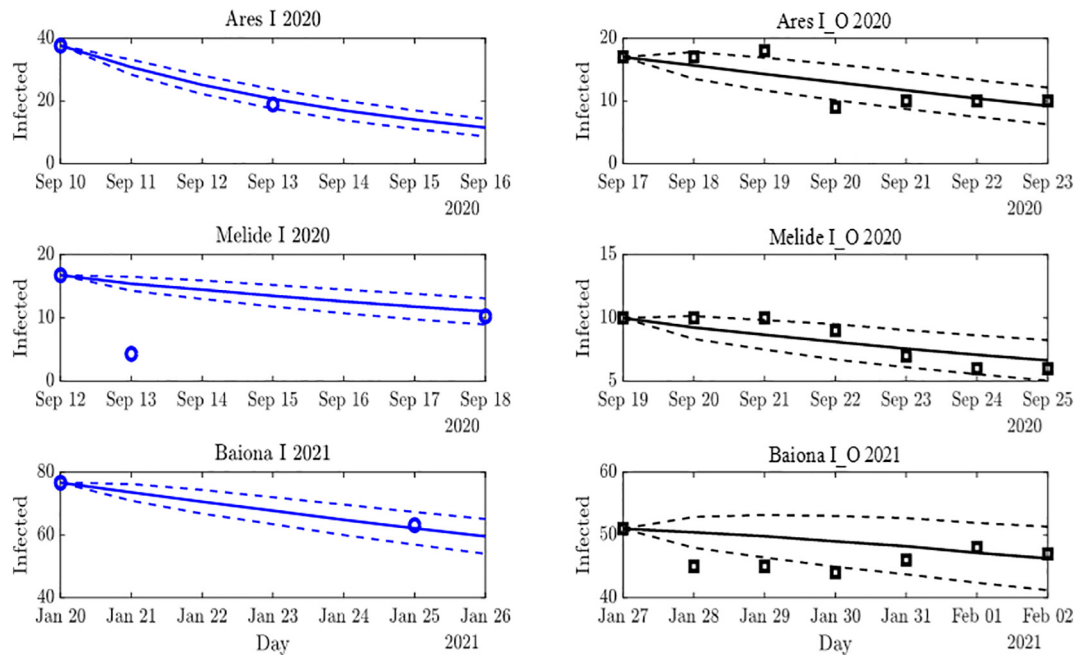 Ares I 2020
Infected
40
20
0
Sep 10 Sep 11 Sep 12 Sep 13 Sep 14 Sep 15 Sep 16
2020
Ares I_O 2020
Infected
20
10
0
Sep 17 Sep 18 Sep 19 Sep 20 Sep 21 Sep 22 Sep 23
2020
Melide I 2020
Infected
20
10
0
Sep 12 Sep 13 Sep 14 Sep 15 Sep 16 Sep 17 Sep 18
2020
Melide I_O 2020
Infected
15
10
5
Sep 19 Sep 20 Sep 21 Sep 22 Sep 23 Sep 24 Sep 25
2020
Baiona I 2021
Infected
80
60
40
Jan 20 Jan 21 Jan 22 Jan 23 Jan 24 Jan 25 Jan 26
Day
2021
Baiona I_O 2021
Infected
60
50
40
Jan 27 Jan 28 Jan 29 Jan 30 Jan 31 Feb 01 Feb 02
Day
2021